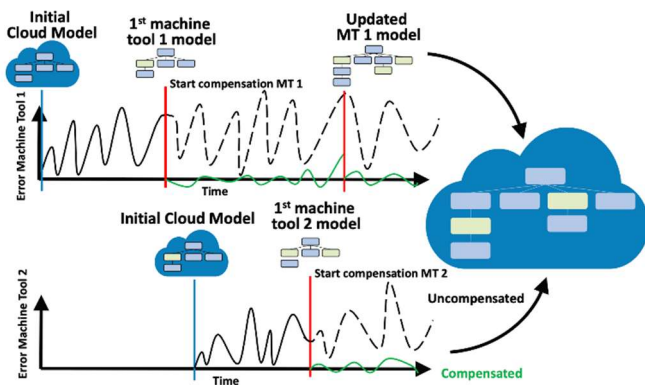 Initial
Cloud Model
1st machine
tool 1 model
Updated
MT 1 model
Start compensation MT 1
Error Machine Tool 1
Time
Initial Cloud Model
1st machine
tool 2 model
Start compensation MT 2
Error Machine Tool 2
Uncompensated
Time
Compensated